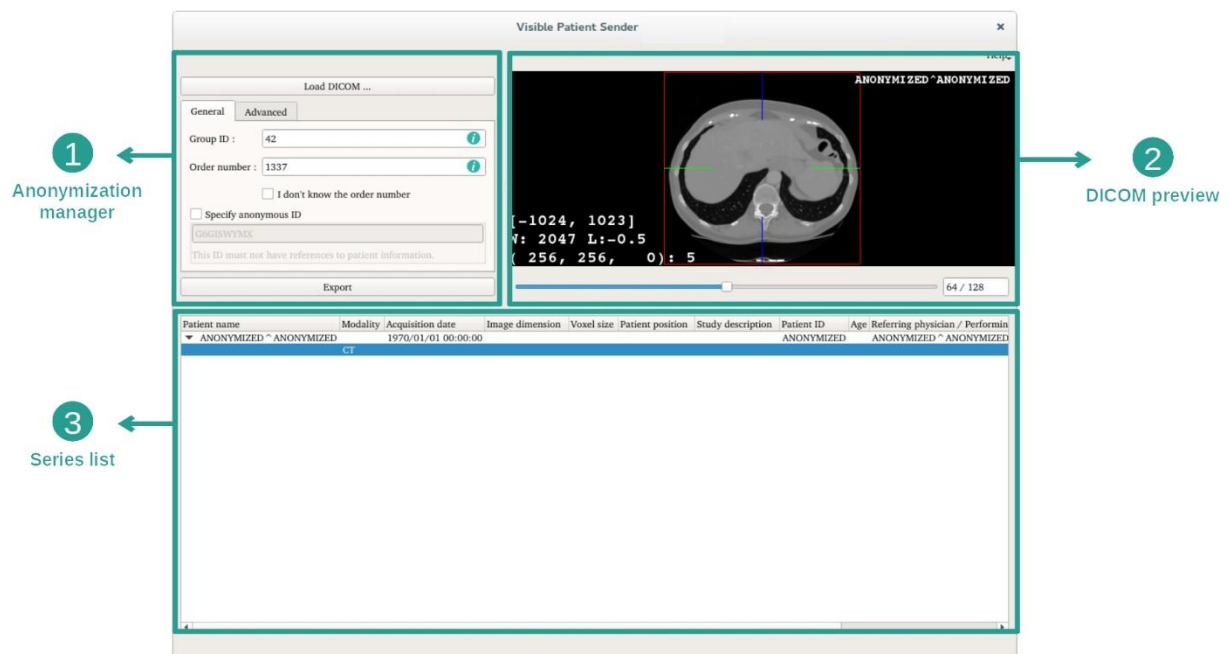 Visible Patient Sender
×
Help
Load DICOM ...
General Advanced
Group ID : 42
Order number : 1337
I don't know the order number
Specify anonymous ID
G6GISWYMX
This ID must not have references to patient information.
Export
1
Anonymization
manager
ANONYMIZED^ANONYMIZED
[-1024, 1023]
W: 2047 L:-0.5
( 256, 256, 0): 5
64 / 128
2
DICOM preview
Patient name Modality Acquisition date Image dimension Voxel size Patient position Study description Patient ID Age Referring physician / Performin
ANONYMIZED ^ ANONYMIZED 1970/01/01 00:00:00 ANONYMIZED ANONYMIZED ^ ANONYMIZED
CT
3
Series list